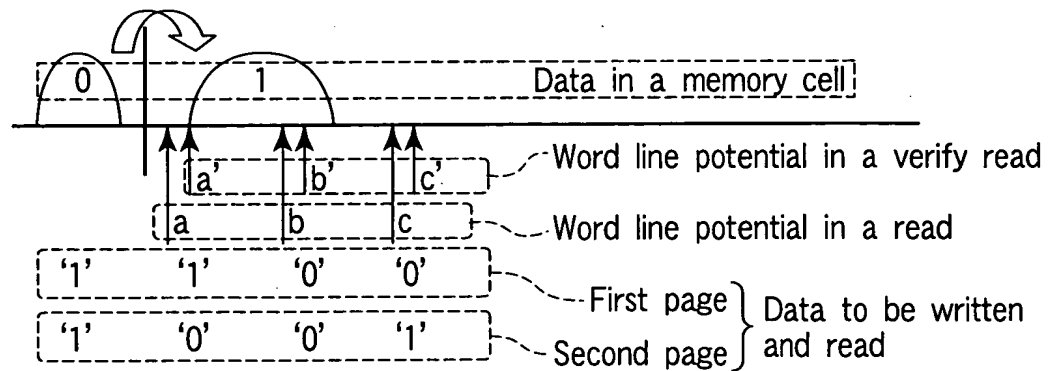 0 1 Data in a memory cell
a' b' c' Word line potential in a verify read
a b c Word line potential in a read
'1' '1' '0' '0' First page
'1' '0' '0' '1' Second page
Data to be written
and read